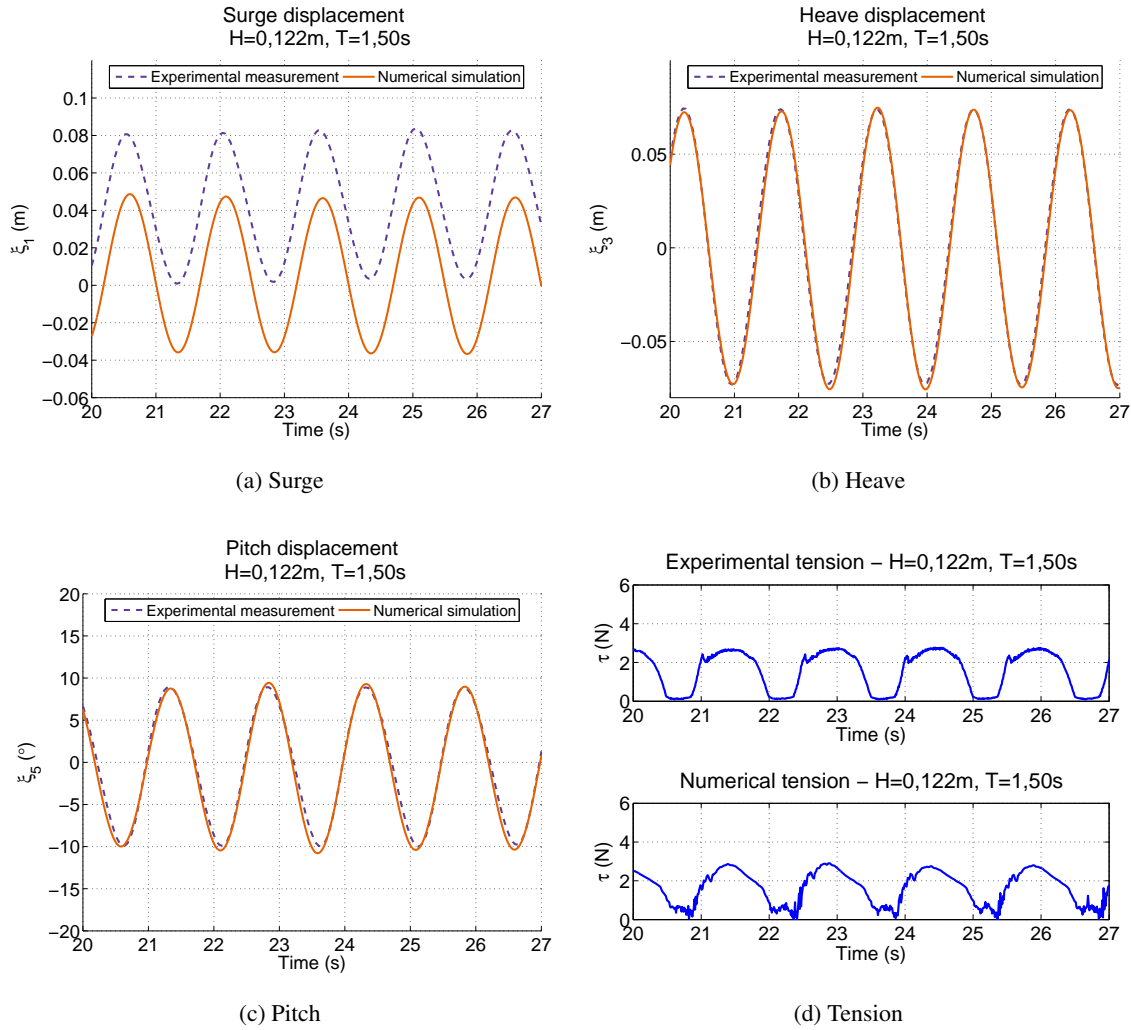 Surge displacement
H=0,122m, T=1,50s
Experimental measurement
Numerical simulation
0.1
0.08
0.06
0.04
0.02
0
−0.02
−0.04
−0.06
ξ1 (m)
20 21 22 23 24 25 26 27
Time (s)
(a) Surge
Heave displacement
H=0,122m, T=1,50s
Experimental measurement
Numerical simulation
0.05
0
−0.05
ξ3 (m)
20 21 22 23 24 25 26 27
Time (s)
(b) Heave
Pitch displacement
H=0,122m, T=1,50s
Experimental measurement
Numerical simulation
20
15
10
5
0
−5
−10
−15
−20
ξ5 (°)
20 21 22 23 24 25 26 27
Time (s)
(c) Pitch
Experimental tension − H=0,122m, T=1,50s
6
4
2
0
τ (N)
20 21 22 23 24 25 26 27
Time (s)
Numerical tension − H=0,122m, T=1,50s
6
4
2
0
τ (N)
20 21 22 23 24 25 26 27
Time (s)
(d) Tension